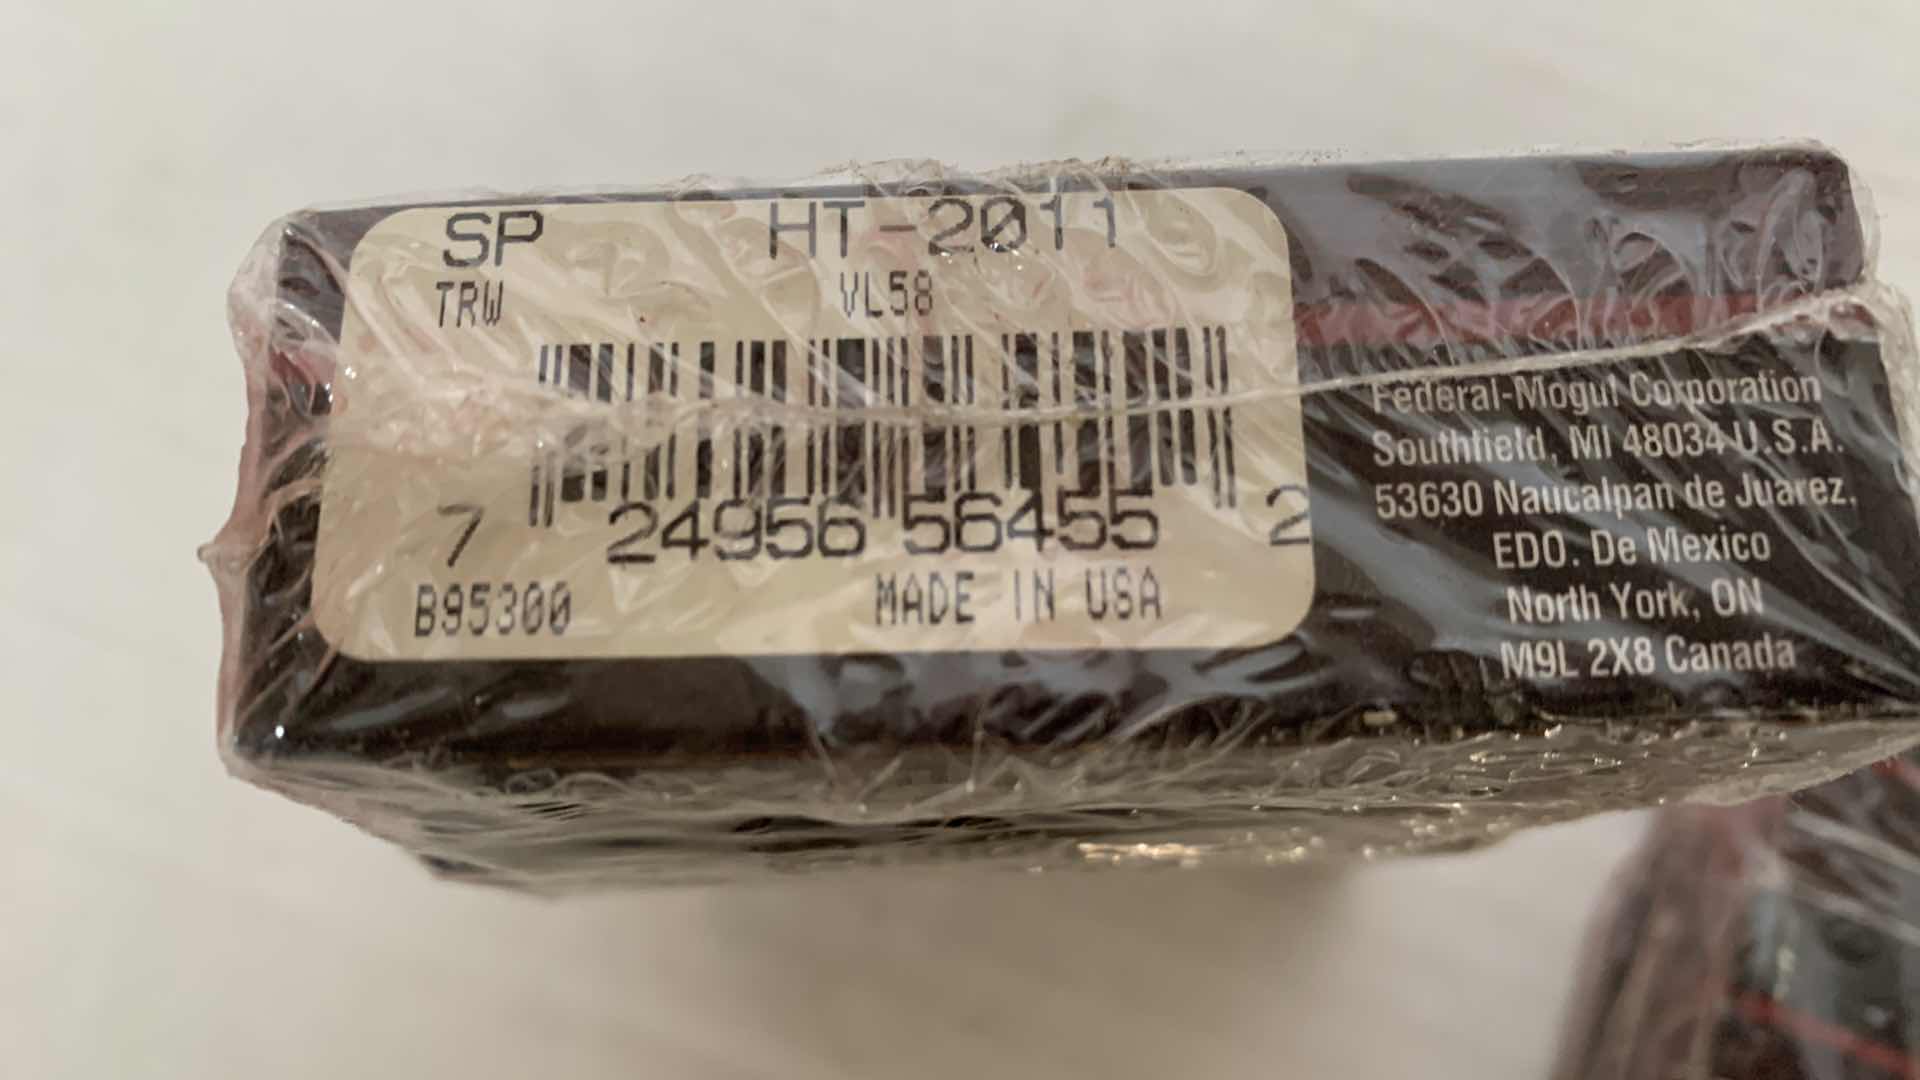 SP HT-2011
TRW VL58
7 24956 56455 2
B95300 MADE IN USA
Federal-Mogul Corporation
Southfield, MI 48034 U.S.A.
53630 Naucalpan de Juarez,
EDO. De Mexico
North York, ON
M9L 2X8 Canada